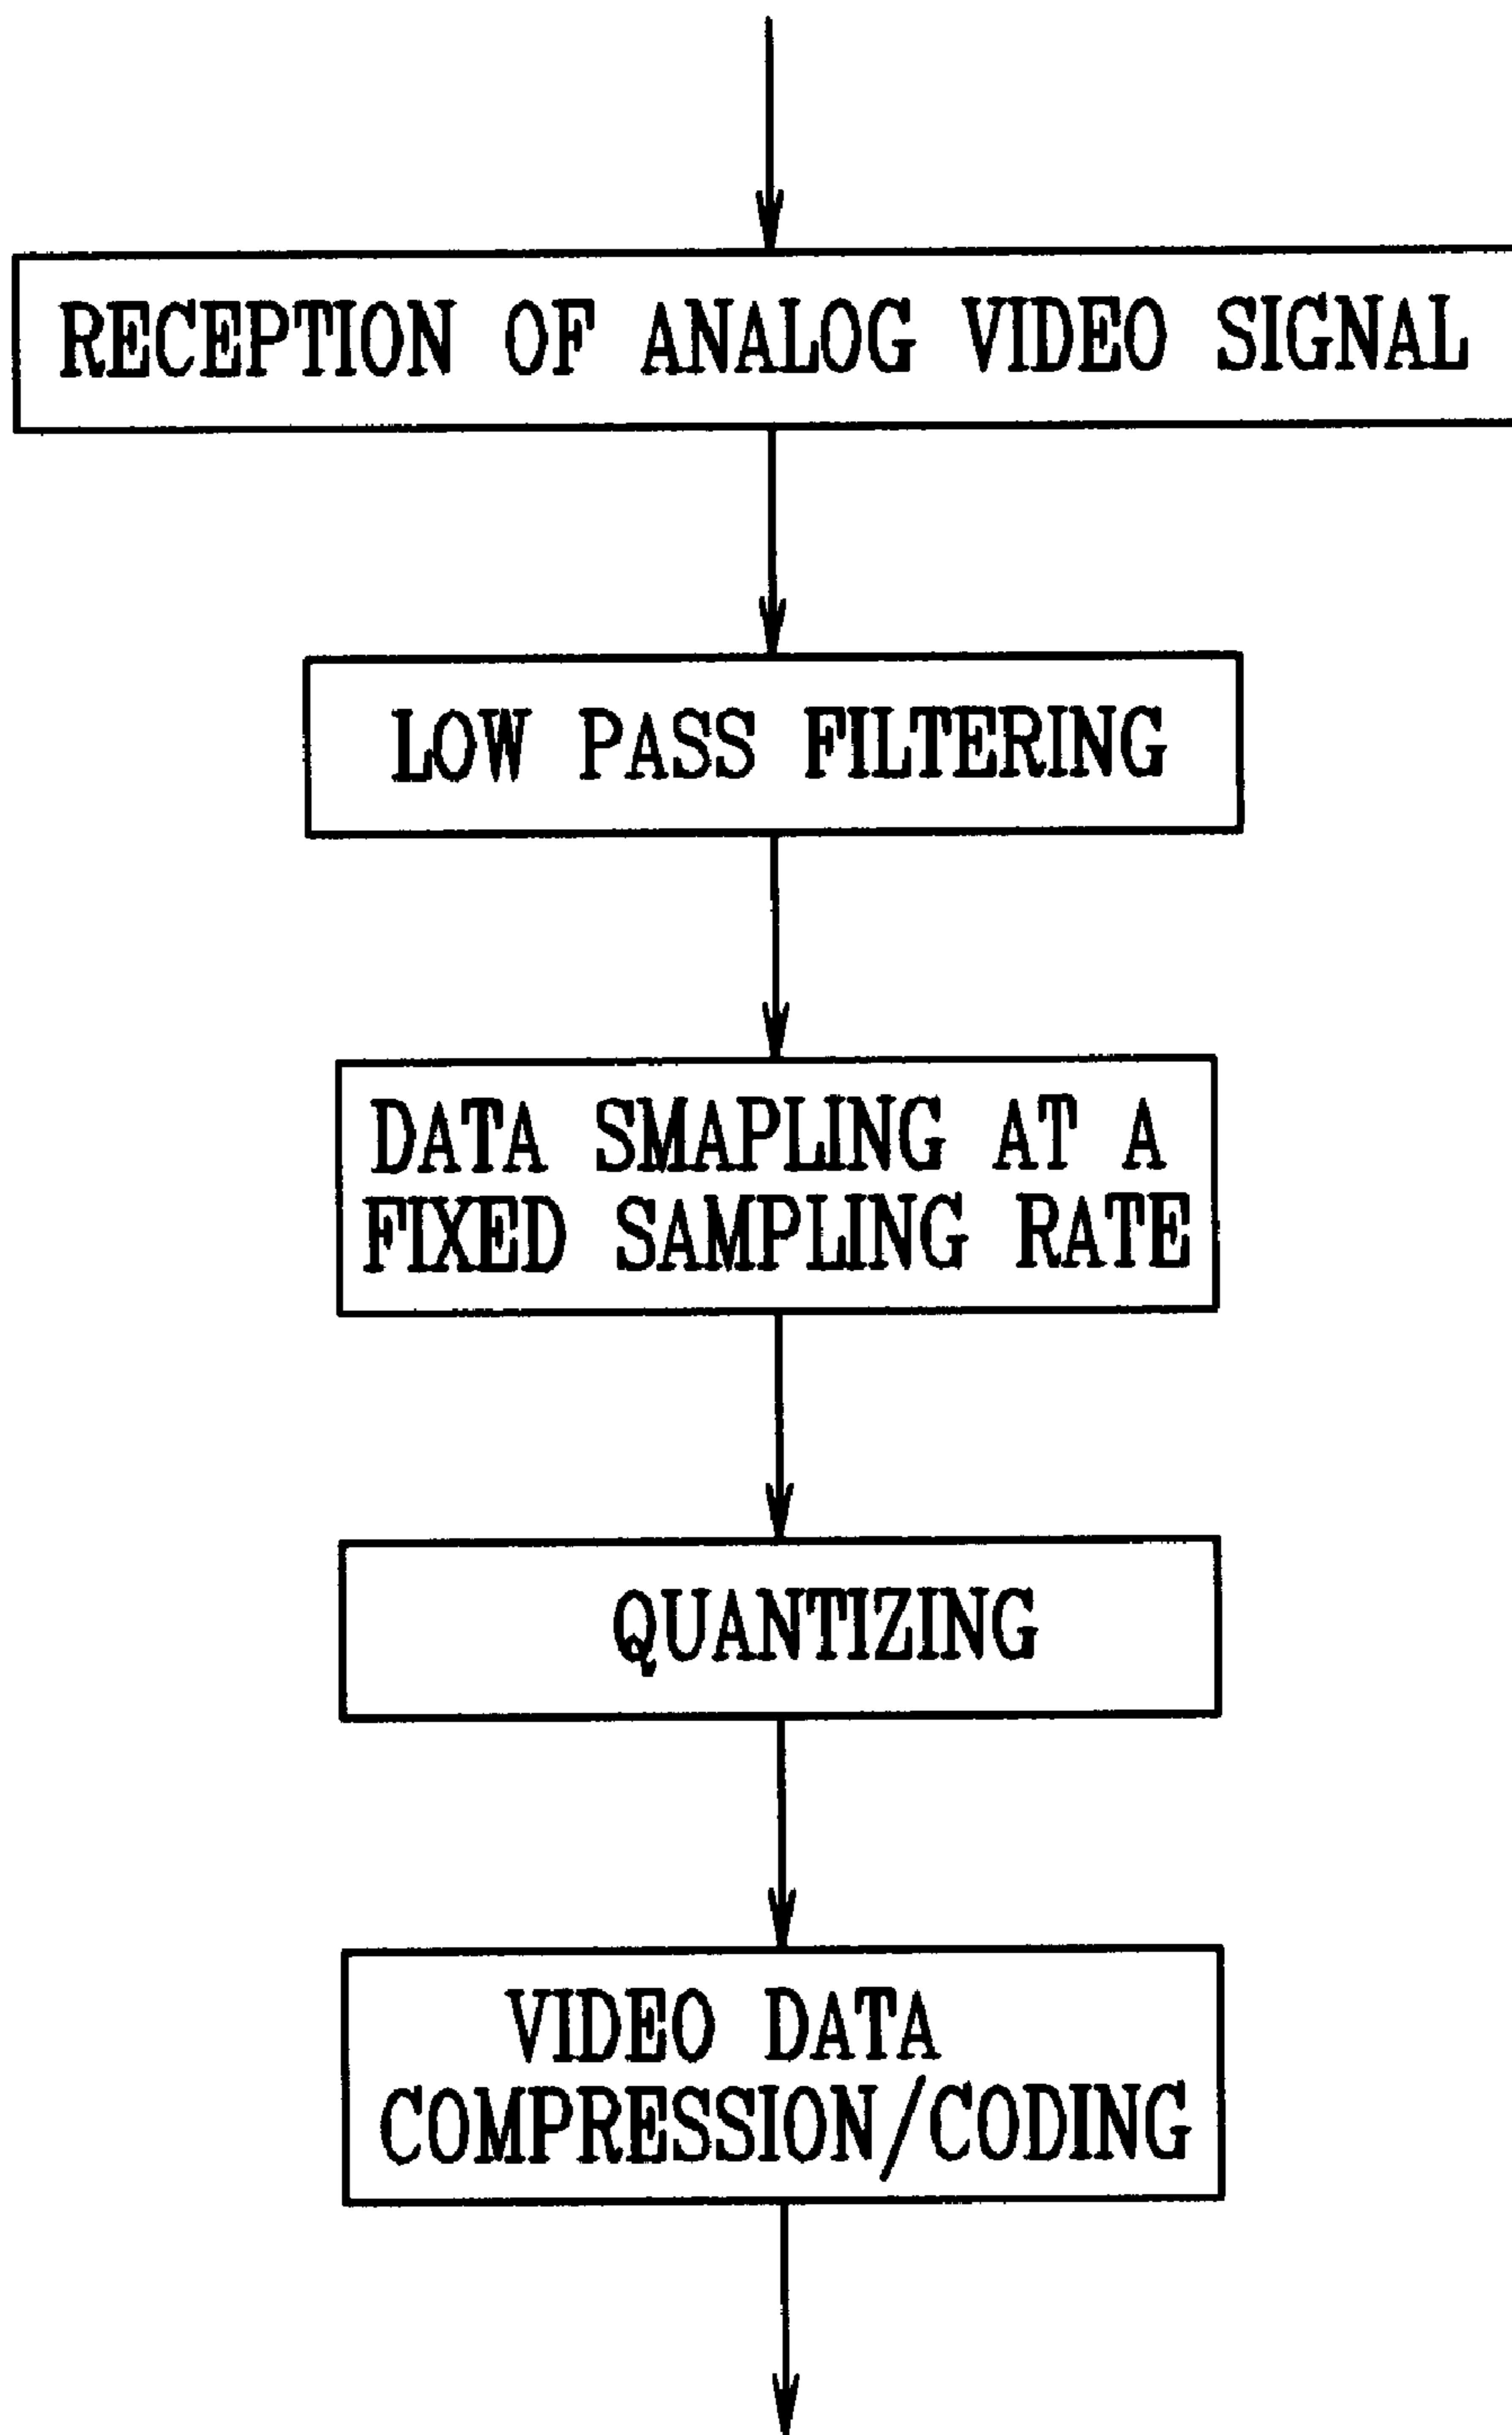 RECEPTION OF ANALOG VIDEO SIGNAL
LOW PASS FILTERING
DATA SMAPLING AT A
FIXED SAMPLING RATE
QUANTIZING
VIDEO DATA
COMPRESSION/CODING